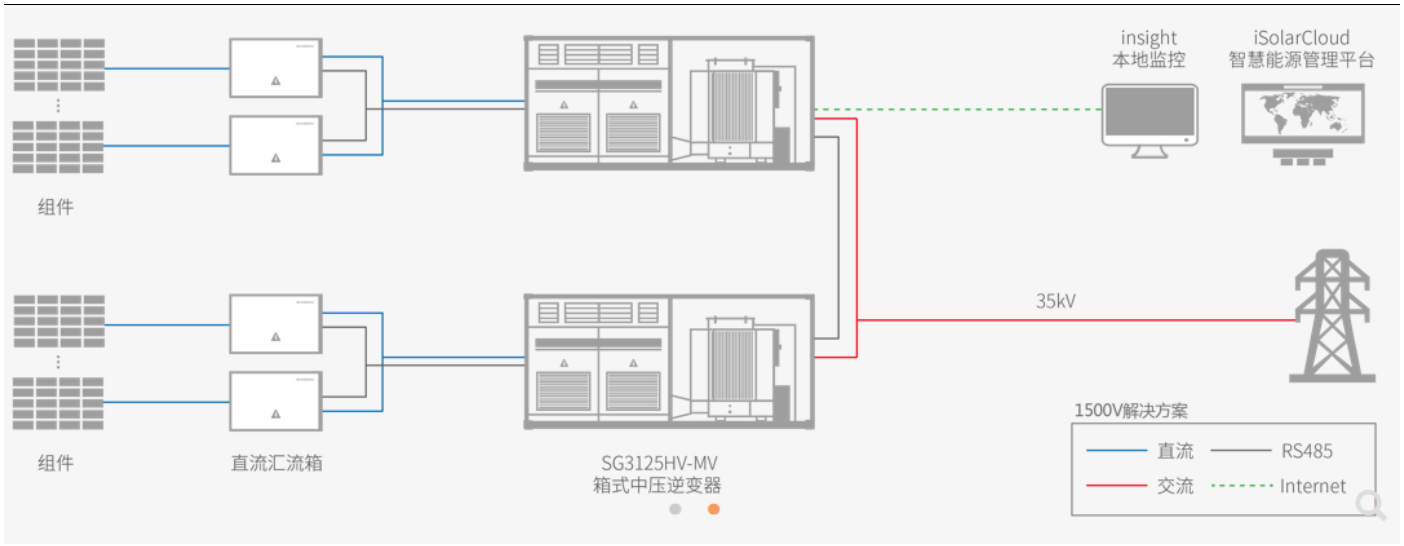 insight
本地监控
iSolarCloud
智慧能源管理平台
组件
35kV
1500V解决方案
直流
RS485
交流
Internet
组件
直流汇流箱
SG3125HV-MV
箱式中压逆变器